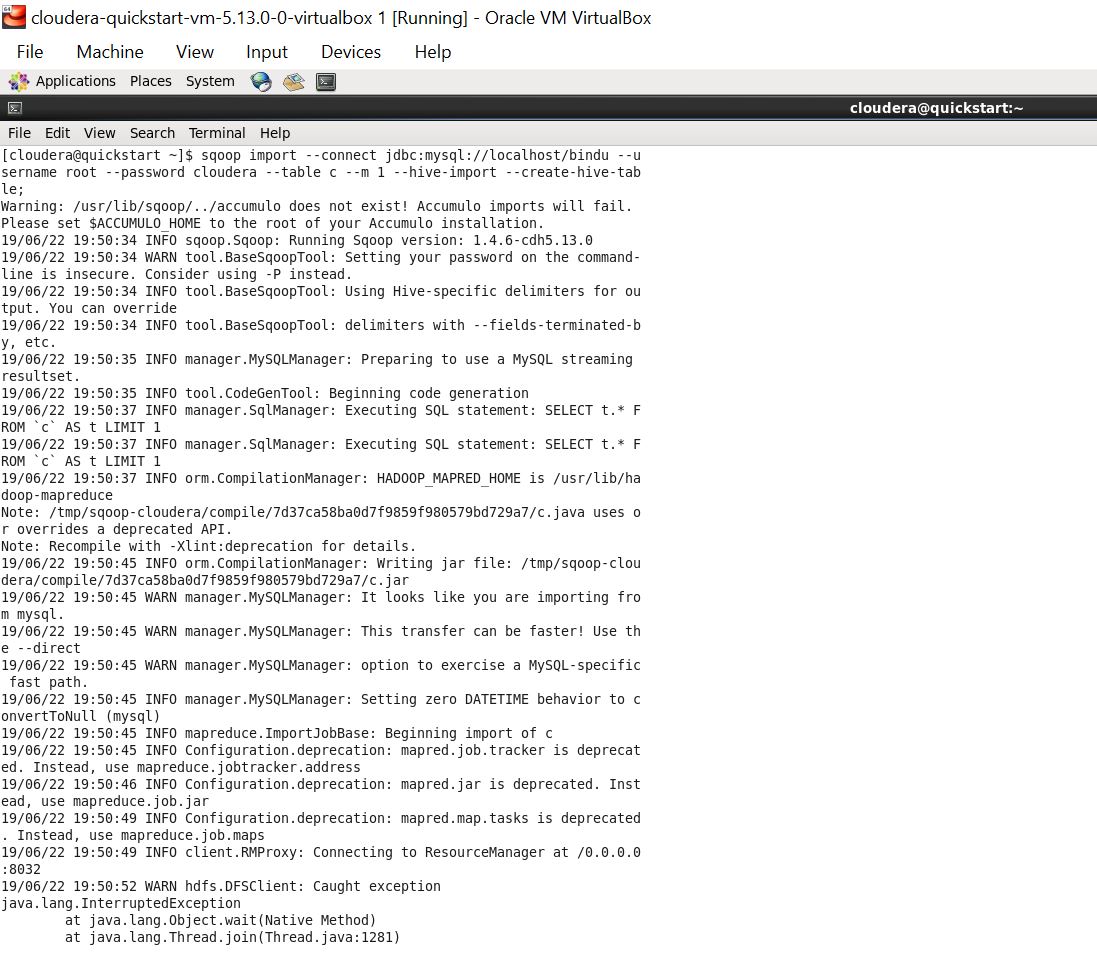 cloudera-quickstart-vm-5.13.0-0-virtualbox 1 [Running] - Oracle VM VirtualBox
File Machine View Input Devices Help
Applications Places System
cloudera@quickstart:~
File Edit View Search Terminal Help
[cloudera@quickstart ~]$ sqoop import --connect jdbc:mysql://localhost/bindu --u
sername root --password cloudera --table c --m 1 --hive-import --create-hive-tab
le;
Warning: /usr/lib/sqoop/../accumulo does not exist! Accumulo imports will fail.
Please set $ACCUMULO_HOME to the root of your Accumulo installation.
19/06/22 19:50:34 INFO sqoop.Sqoop: Running Sqoop version: 1.4.6-cdh5.13.0
19/06/22 19:50:34 WARN tool.BaseSqoopTool: Setting your password on the command-
line is insecure. Consider using -P instead.
19/06/22 19:50:34 INFO tool.BaseSqoopTool: Using Hive-specific delimiters for ou
tput. You can override
19/06/22 19:50:34 INFO tool.BaseSqoopTool: delimiters with --fields-terminated-b
y, etc.
19/06/22 19:50:35 INFO manager.MySQLManager: Preparing to use a MySQL streaming
resultset.
19/06/22 19:50:35 INFO tool.CodeGenTool: Beginning code generation
19/06/22 19:50:37 INFO manager.SqlManager: Executing SQL statement: SELECT t.* F
ROM `c` AS t LIMIT 1
19/06/22 19:50:37 INFO manager.SqlManager: Executing SQL statement: SELECT t.* F
ROM `c` AS t LIMIT 1
19/06/22 19:50:37 INFO orm.CompilationManager: HADOOP_MAPRED_HOME is /usr/lib/ha
doop-mapreduce
Note: /tmp/sqoop-cloudera/compile/7d37ca58ba0d7f9859f980579bd729a7/c.java uses o
r overrides a deprecated API.
Note: Recompile with -Xlint:deprecation for details.
19/06/22 19:50:45 INFO orm.CompilationManager: Writing jar file: /tmp/sqoop-clou
dera/compile/7d37ca58ba0d7f9859f980579bd729a7/c.jar
19/06/22 19:50:45 WARN manager.MySQLManager: It looks like you are importing fro
m mysql.
19/06/22 19:50:45 WARN manager.MySQLManager: This transfer can be faster! Use th
e --direct
19/06/22 19:50:45 WARN manager.MySQLManager: option to exercise a MySQL-specific
 fast path.
19/06/22 19:50:45 INFO manager.MySQLManager: Setting zero DATETIME behavior to c
onvertToNull (mysql)
19/06/22 19:50:45 INFO mapreduce.ImportJobBase: Beginning import of c
19/06/22 19:50:45 INFO Configuration.deprecation: mapred.job.tracker is deprecat
ed. Instead, use mapreduce.jobtracker.address
19/06/22 19:50:46 INFO Configuration.deprecation: mapred.jar is deprecated. Inst
ead, use mapreduce.job.jar
19/06/22 19:50:49 INFO Configuration.deprecation: mapred.map.tasks is deprecated
. Instead, use mapreduce.job.maps
19/06/22 19:50:49 INFO client.RMProxy: Connecting to ResourceManager at /0.0.0.0
:8032
19/06/22 19:50:52 WARN hdfs.DFSClient: Caught exception
java.lang.InterruptedException
        at java.lang.Object.wait(Native Method)
        at java.lang.Thread.join(Thread.java:1281)